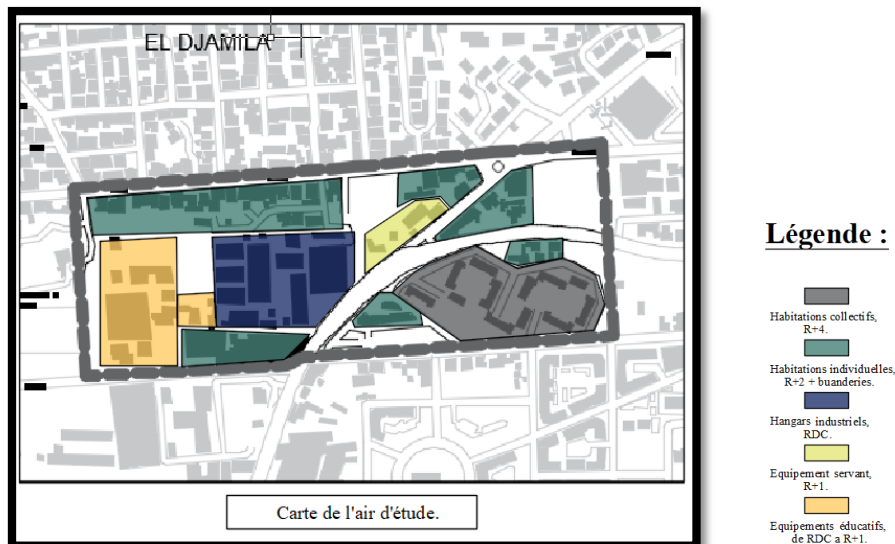 EL DJAMILA
Légende :
Habitations collectifs,
R+4.
Habitations individuelles,
R+2 + buanderies.
Hangars industriels,
RDC.
Equipement servant,
R+1.
Equipements éducatifs,
de RDC a R+1.
Carte de l'air d'étude.